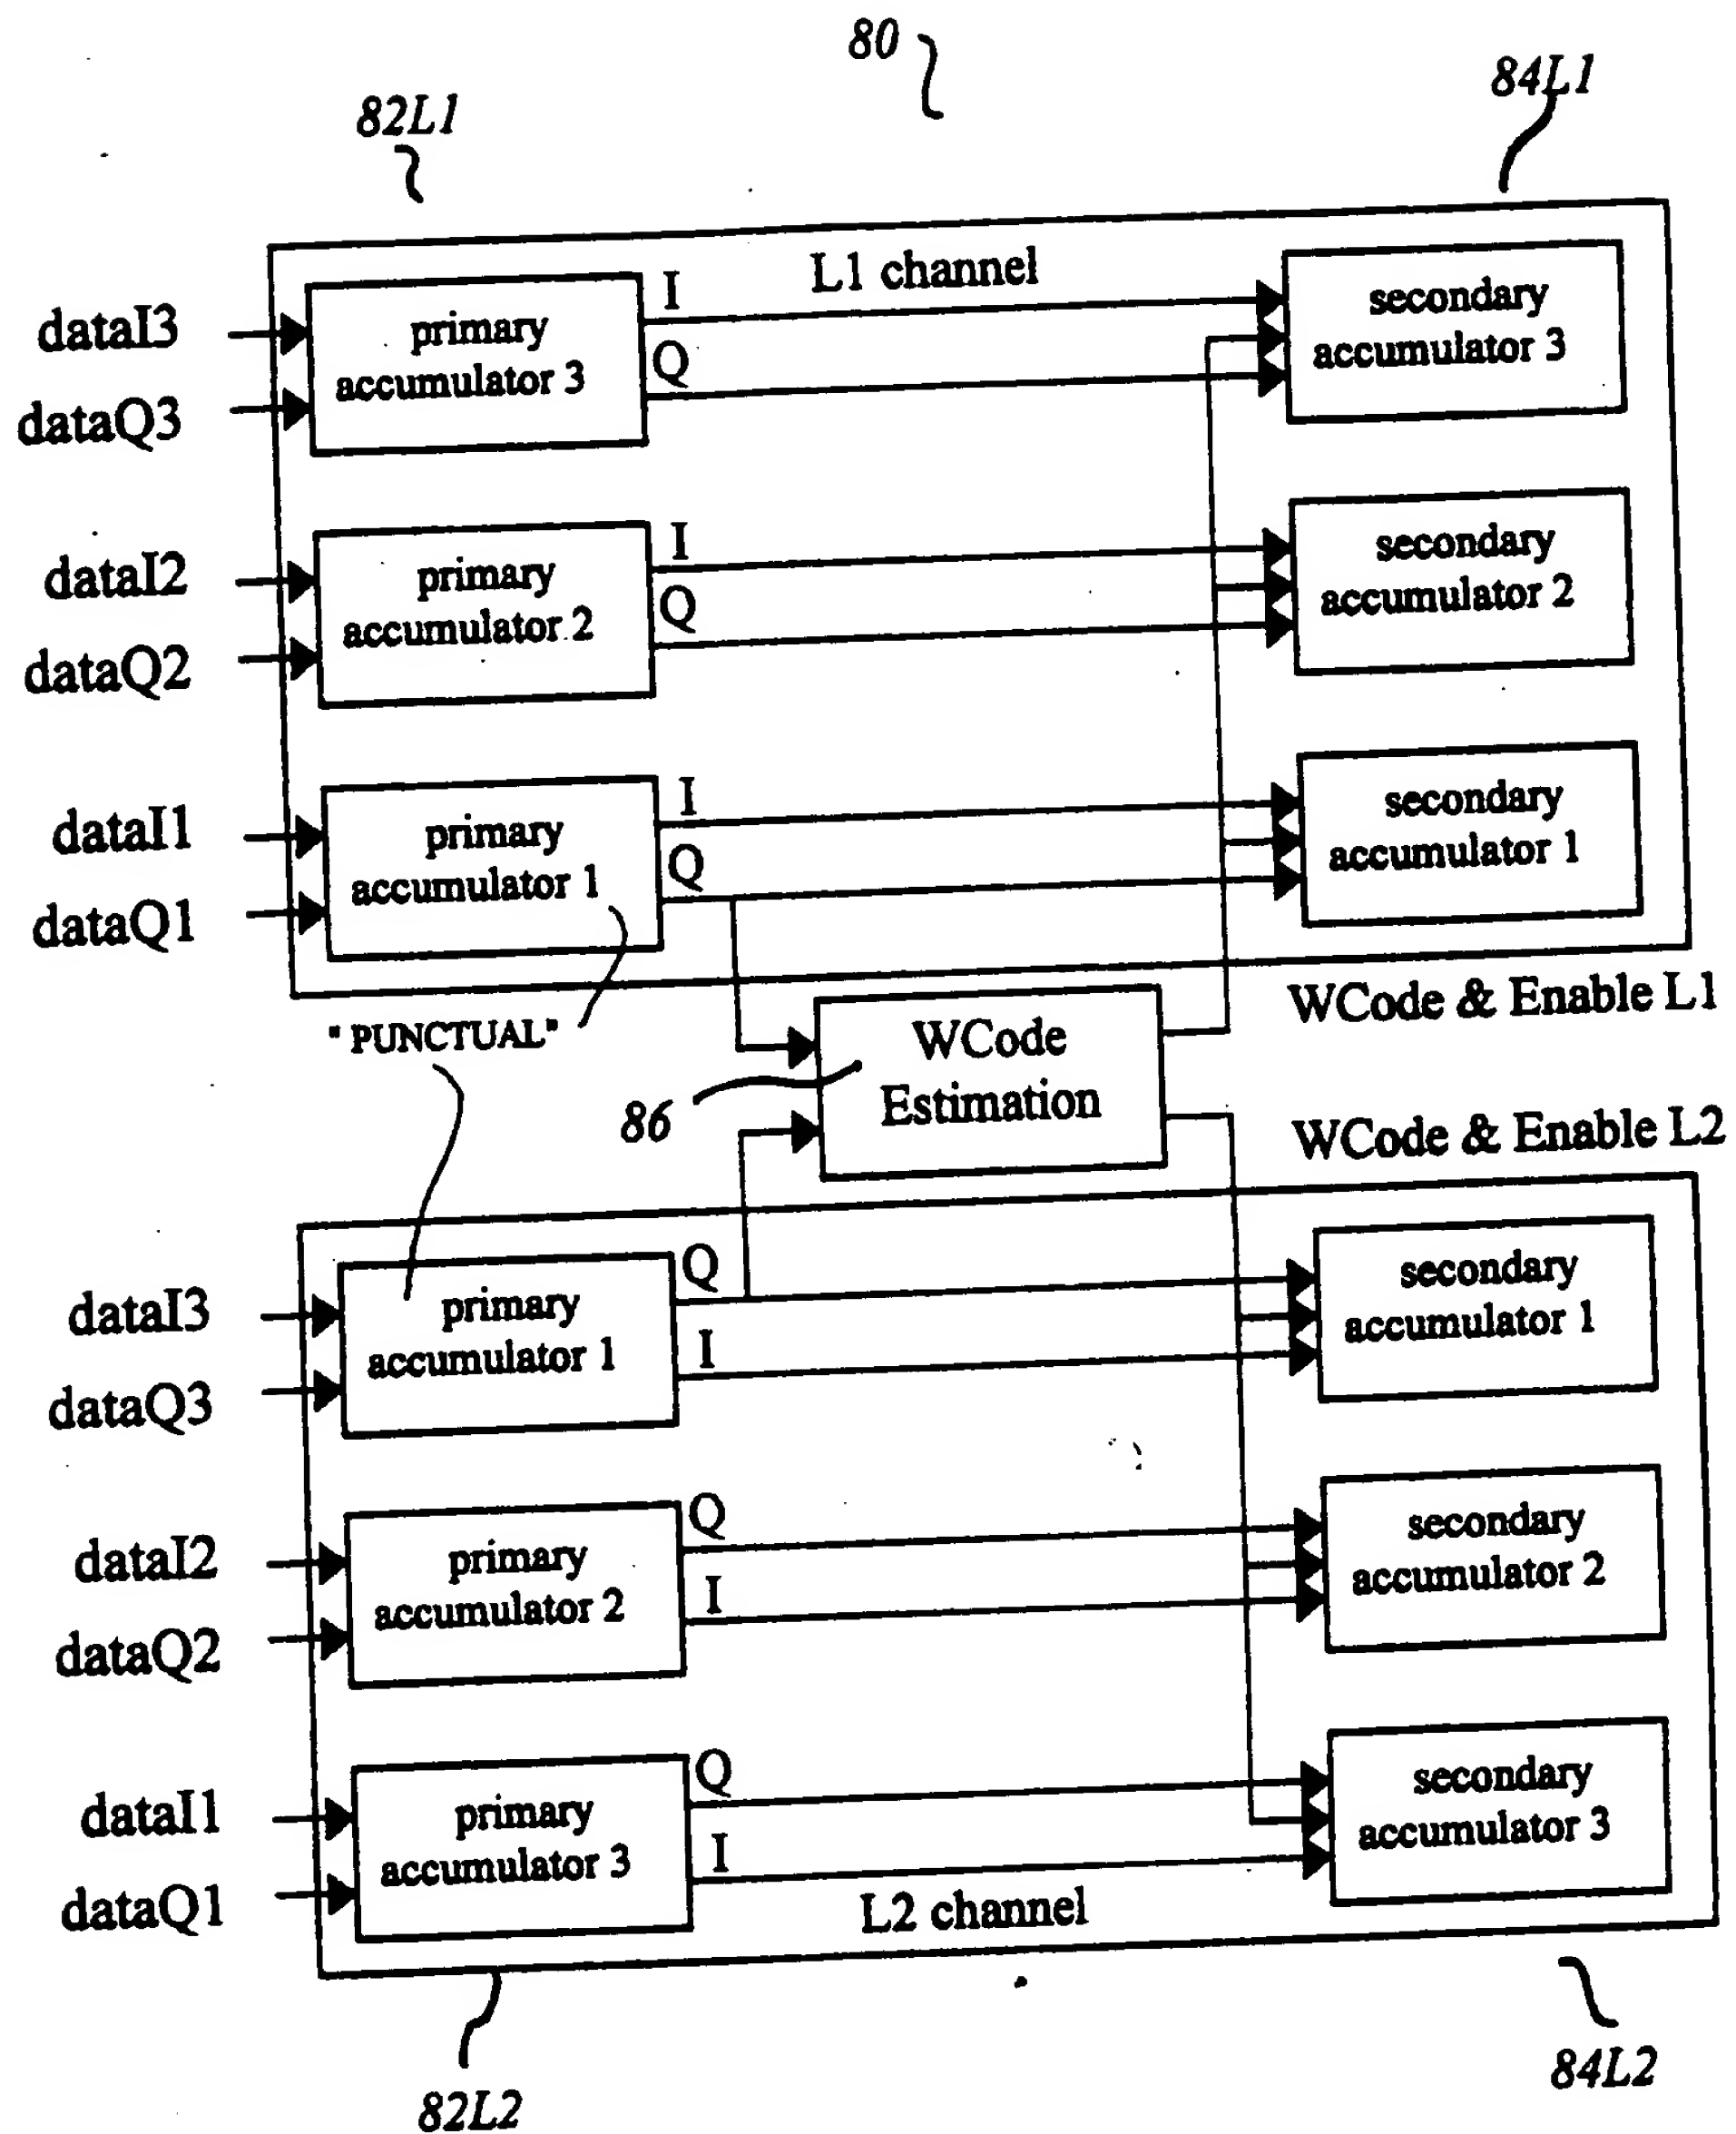 80
82L1
84L1
L1 channel
dataI3
dataQ3
primary
accumulator 3
I
Q
secondary
accumulator 3
dataI2
dataQ2
primary
accumulator 2
I
Q
secondary
accumulator 2
dataI1
dataQ1
primary
accumulator 1
I
Q
secondary
accumulator 1
" PUNCTUAL"
86
WCode
Estimation
WCode & Enable L1
WCode & Enable L2
dataI3
dataQ3
primary
accumulator 1
Q
I
secondary
accumulator 1
dataI2
dataQ2
primary
accumulator 2
Q
I
secondary
accumulator 2
dataI1
dataQ1
primary
accumulator 3
Q
I
secondary
accumulator 3
L2 channel
82L2
84L2